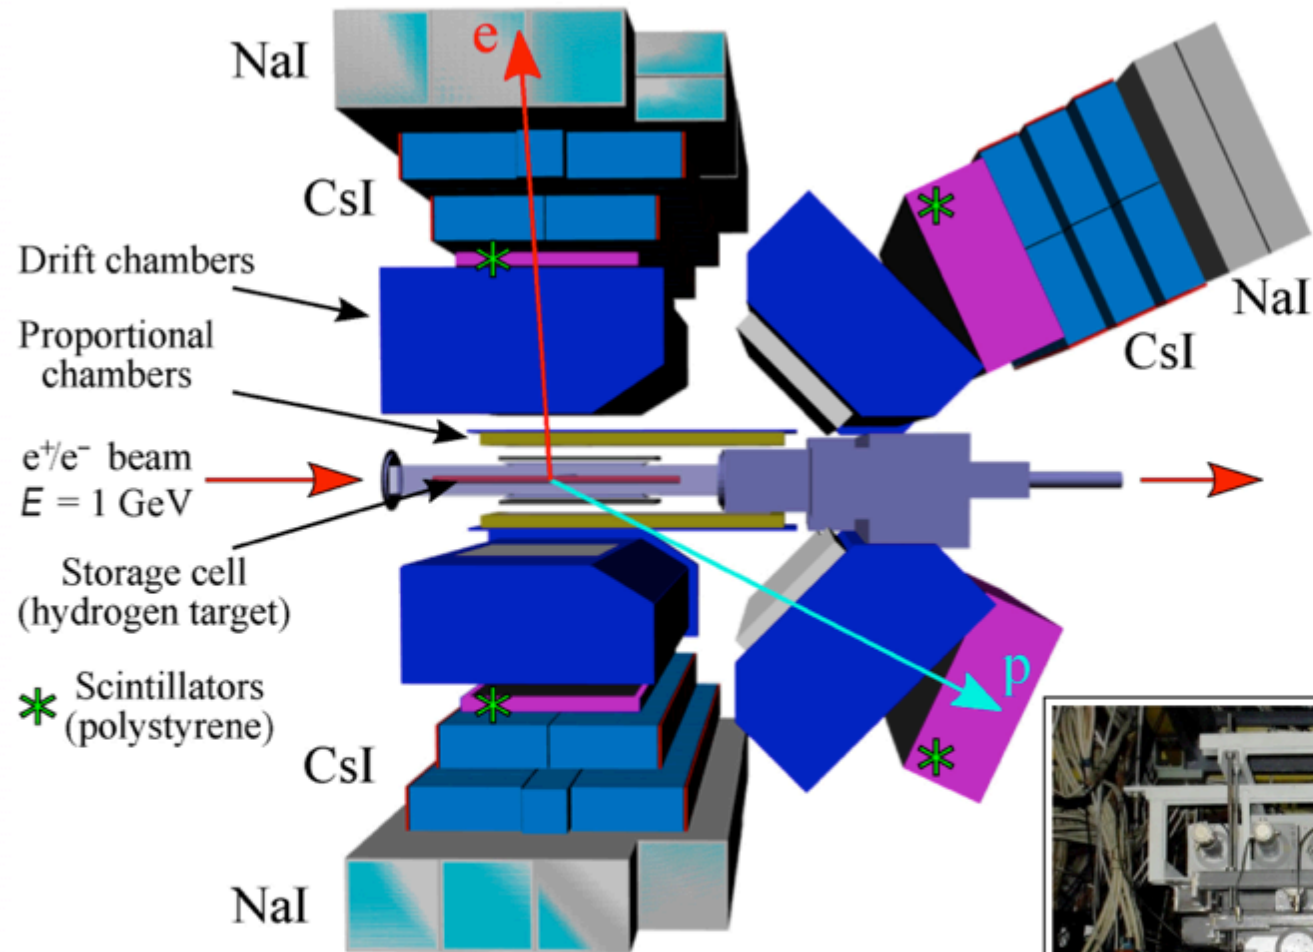 NaI
e
CsI
Drift chambers
Proportional
chambers
e⁺/e⁻ beam
E = 1 GeV
Storage cell
(hydrogen target)
Scintillators
(polystyrene)
CsI
NaI
NaI
CsI
p